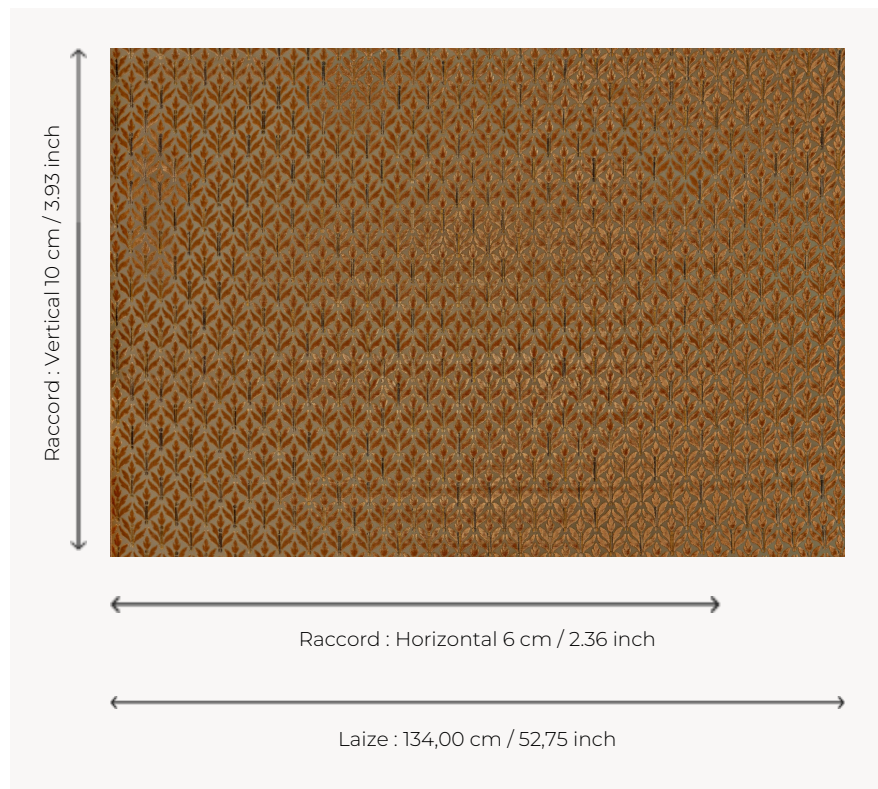 Raccord : Vertical 10 cm / 3.93 inch
Raccord : Horizontal 6 cm / 2.36 inch
Laize : 134,00 cm / 52,75 inch